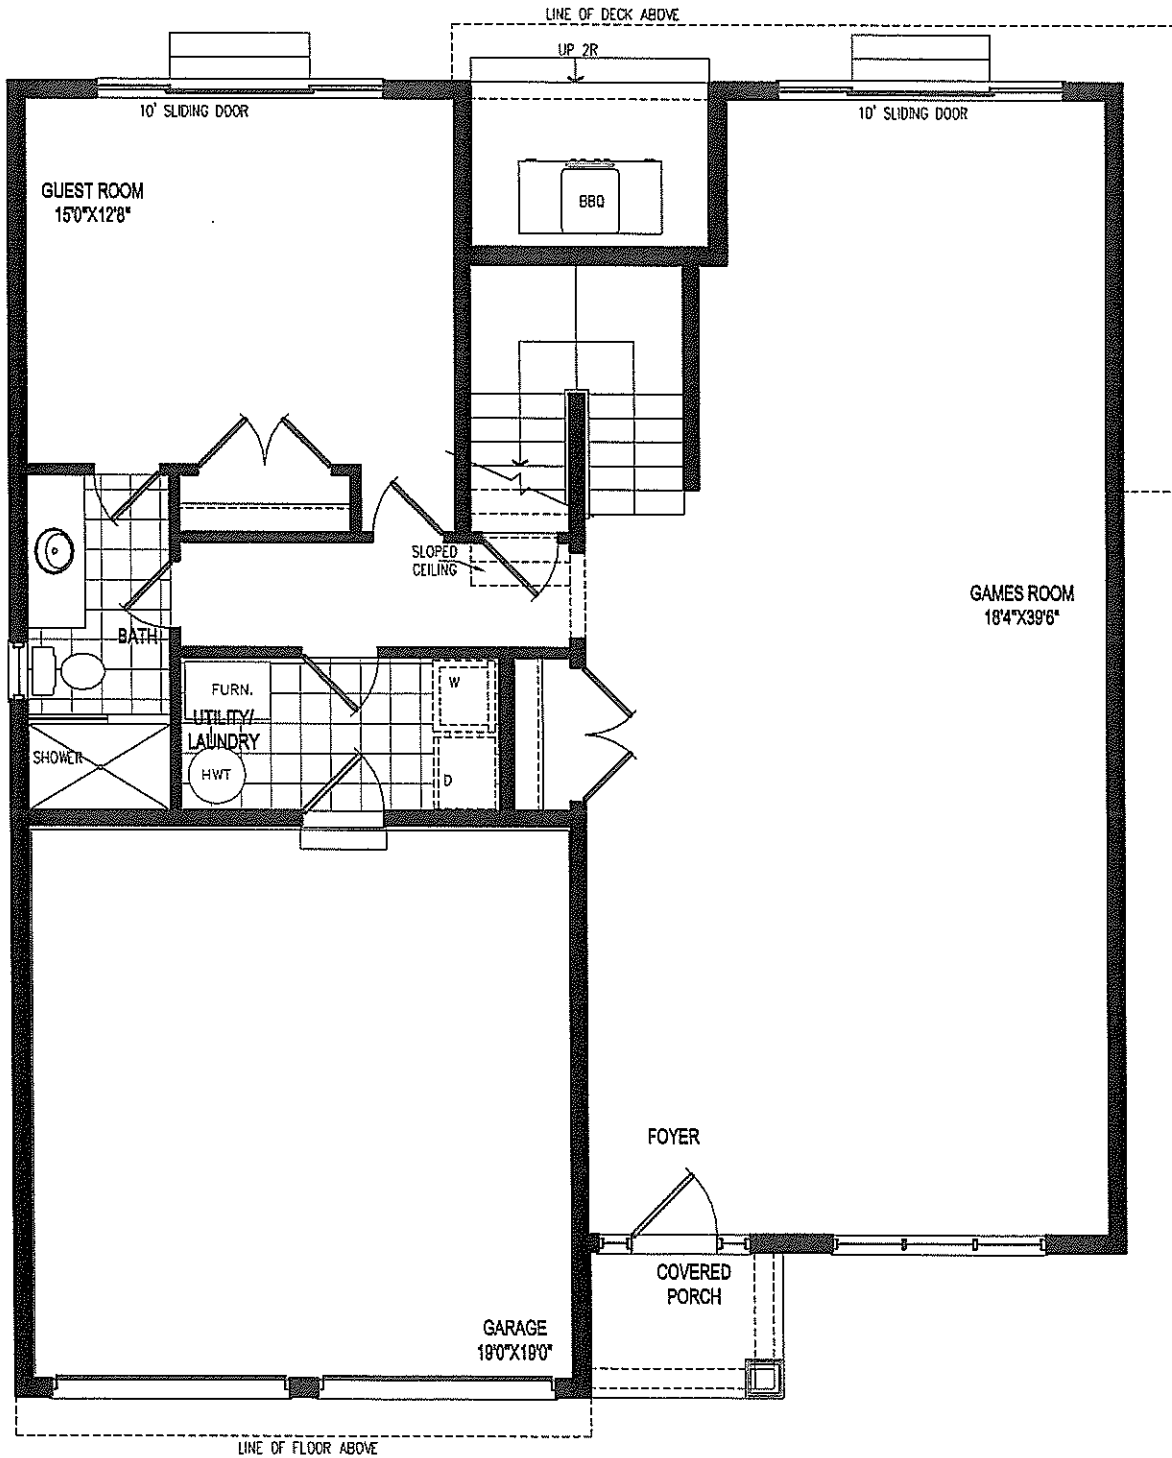 LINE OF DECK ABOVE
UP 2R
10' SLIDING DOOR
10' SLIDING DOOR
GUEST ROOM
15'0"X12'8"
BBQ
SLOPED
CEILING
GAMES ROOM
18'4"X39'6"
BATH
FURN.
W
UTILITY/
LAUNDRY
SHOWER
HWT
D
FOYER
COVERED
PORCH
GARAGE
19'0"X19'0"
LINE OF FLOOR ABOVE